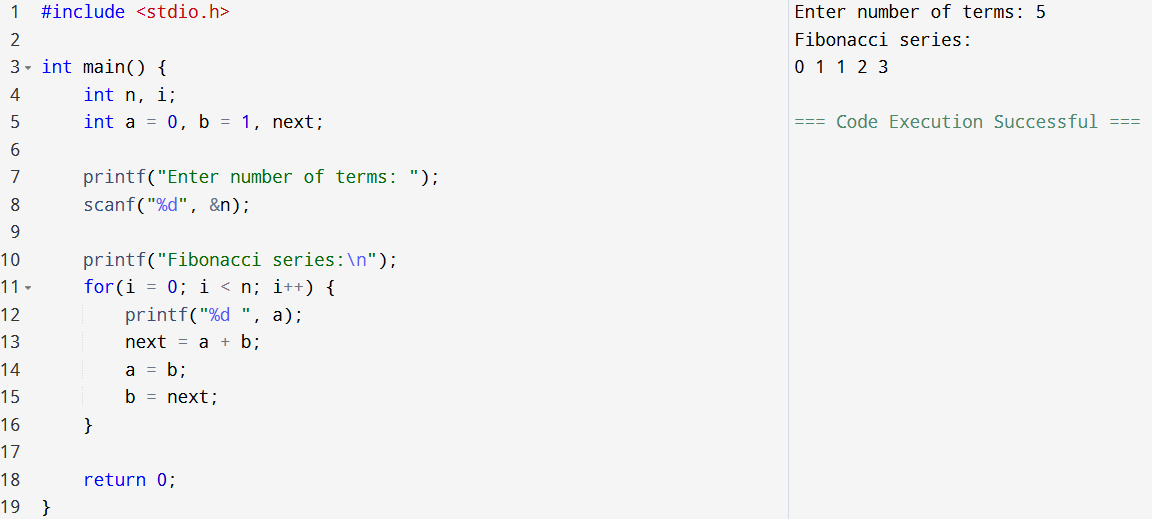 1 #include <stdio.h>
2
3 int main() {
4     int n, i;
5     int a = 0, b = 1, next;
6
7     printf("Enter number of terms: ");
8     scanf("%d", &n);
9
10     printf("Fibonacci series:\n");
11     for(i = 0; i < n; i++) {
12         printf("%d ", a);
13         next = a + b;
14         a = b;
15         b = next;
16     }
17
18     return 0;
19 }
Enter number of terms: 5
Fibonacci series:
0 1 1 2 3
=== Code Execution Successful ===